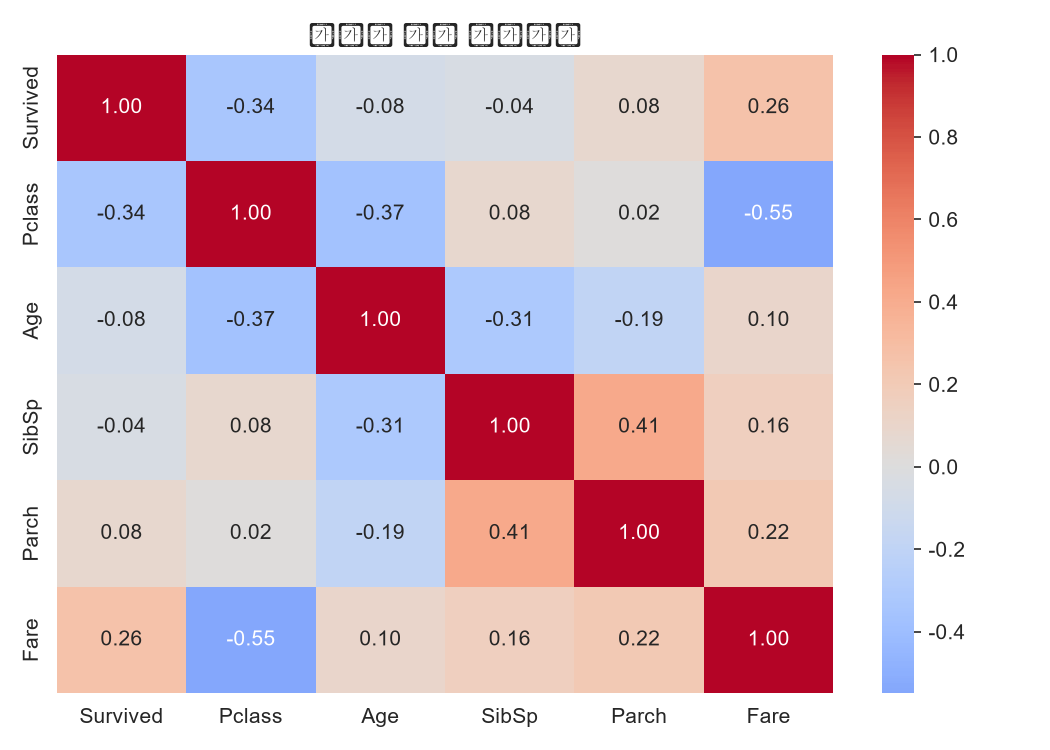 1.0
Survived 1.00 -0.34 -0.08 -0.04 0.08 0.26
0.8
Pclass -0.34 1.00 -0.37 0.08 0.02 -0.55
0.6
Age -0.08 -0.37 1.00 -0.31 -0.19 0.10
0.4
SibSp -0.04 0.08 -0.31 1.00 0.41 0.16
0.2
0.0
Parch 0.08 0.02 -0.19 0.41 1.00 0.22
-0.2
Fare 0.26 -0.55 0.10 0.16 0.22 1.00
-0.4
Survived Pclass Age SibSp Parch Fare